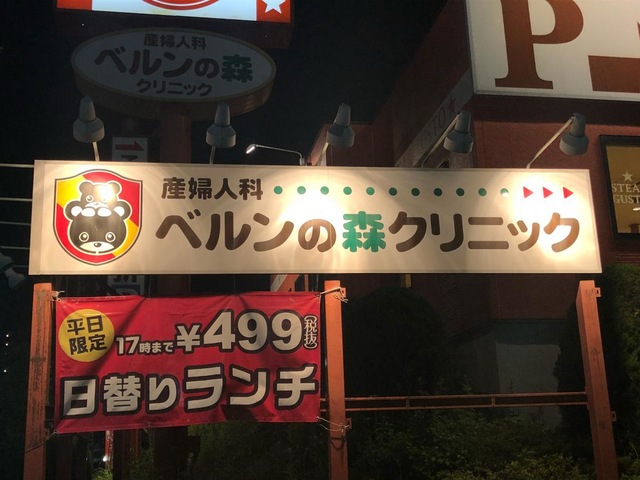 産婦人科
ベルンの森
クリニック
P
産婦人科
ベルンの森クリニック
平日
限定
17時まで ¥499(税抜)
日替りランチ
STEA
GUST